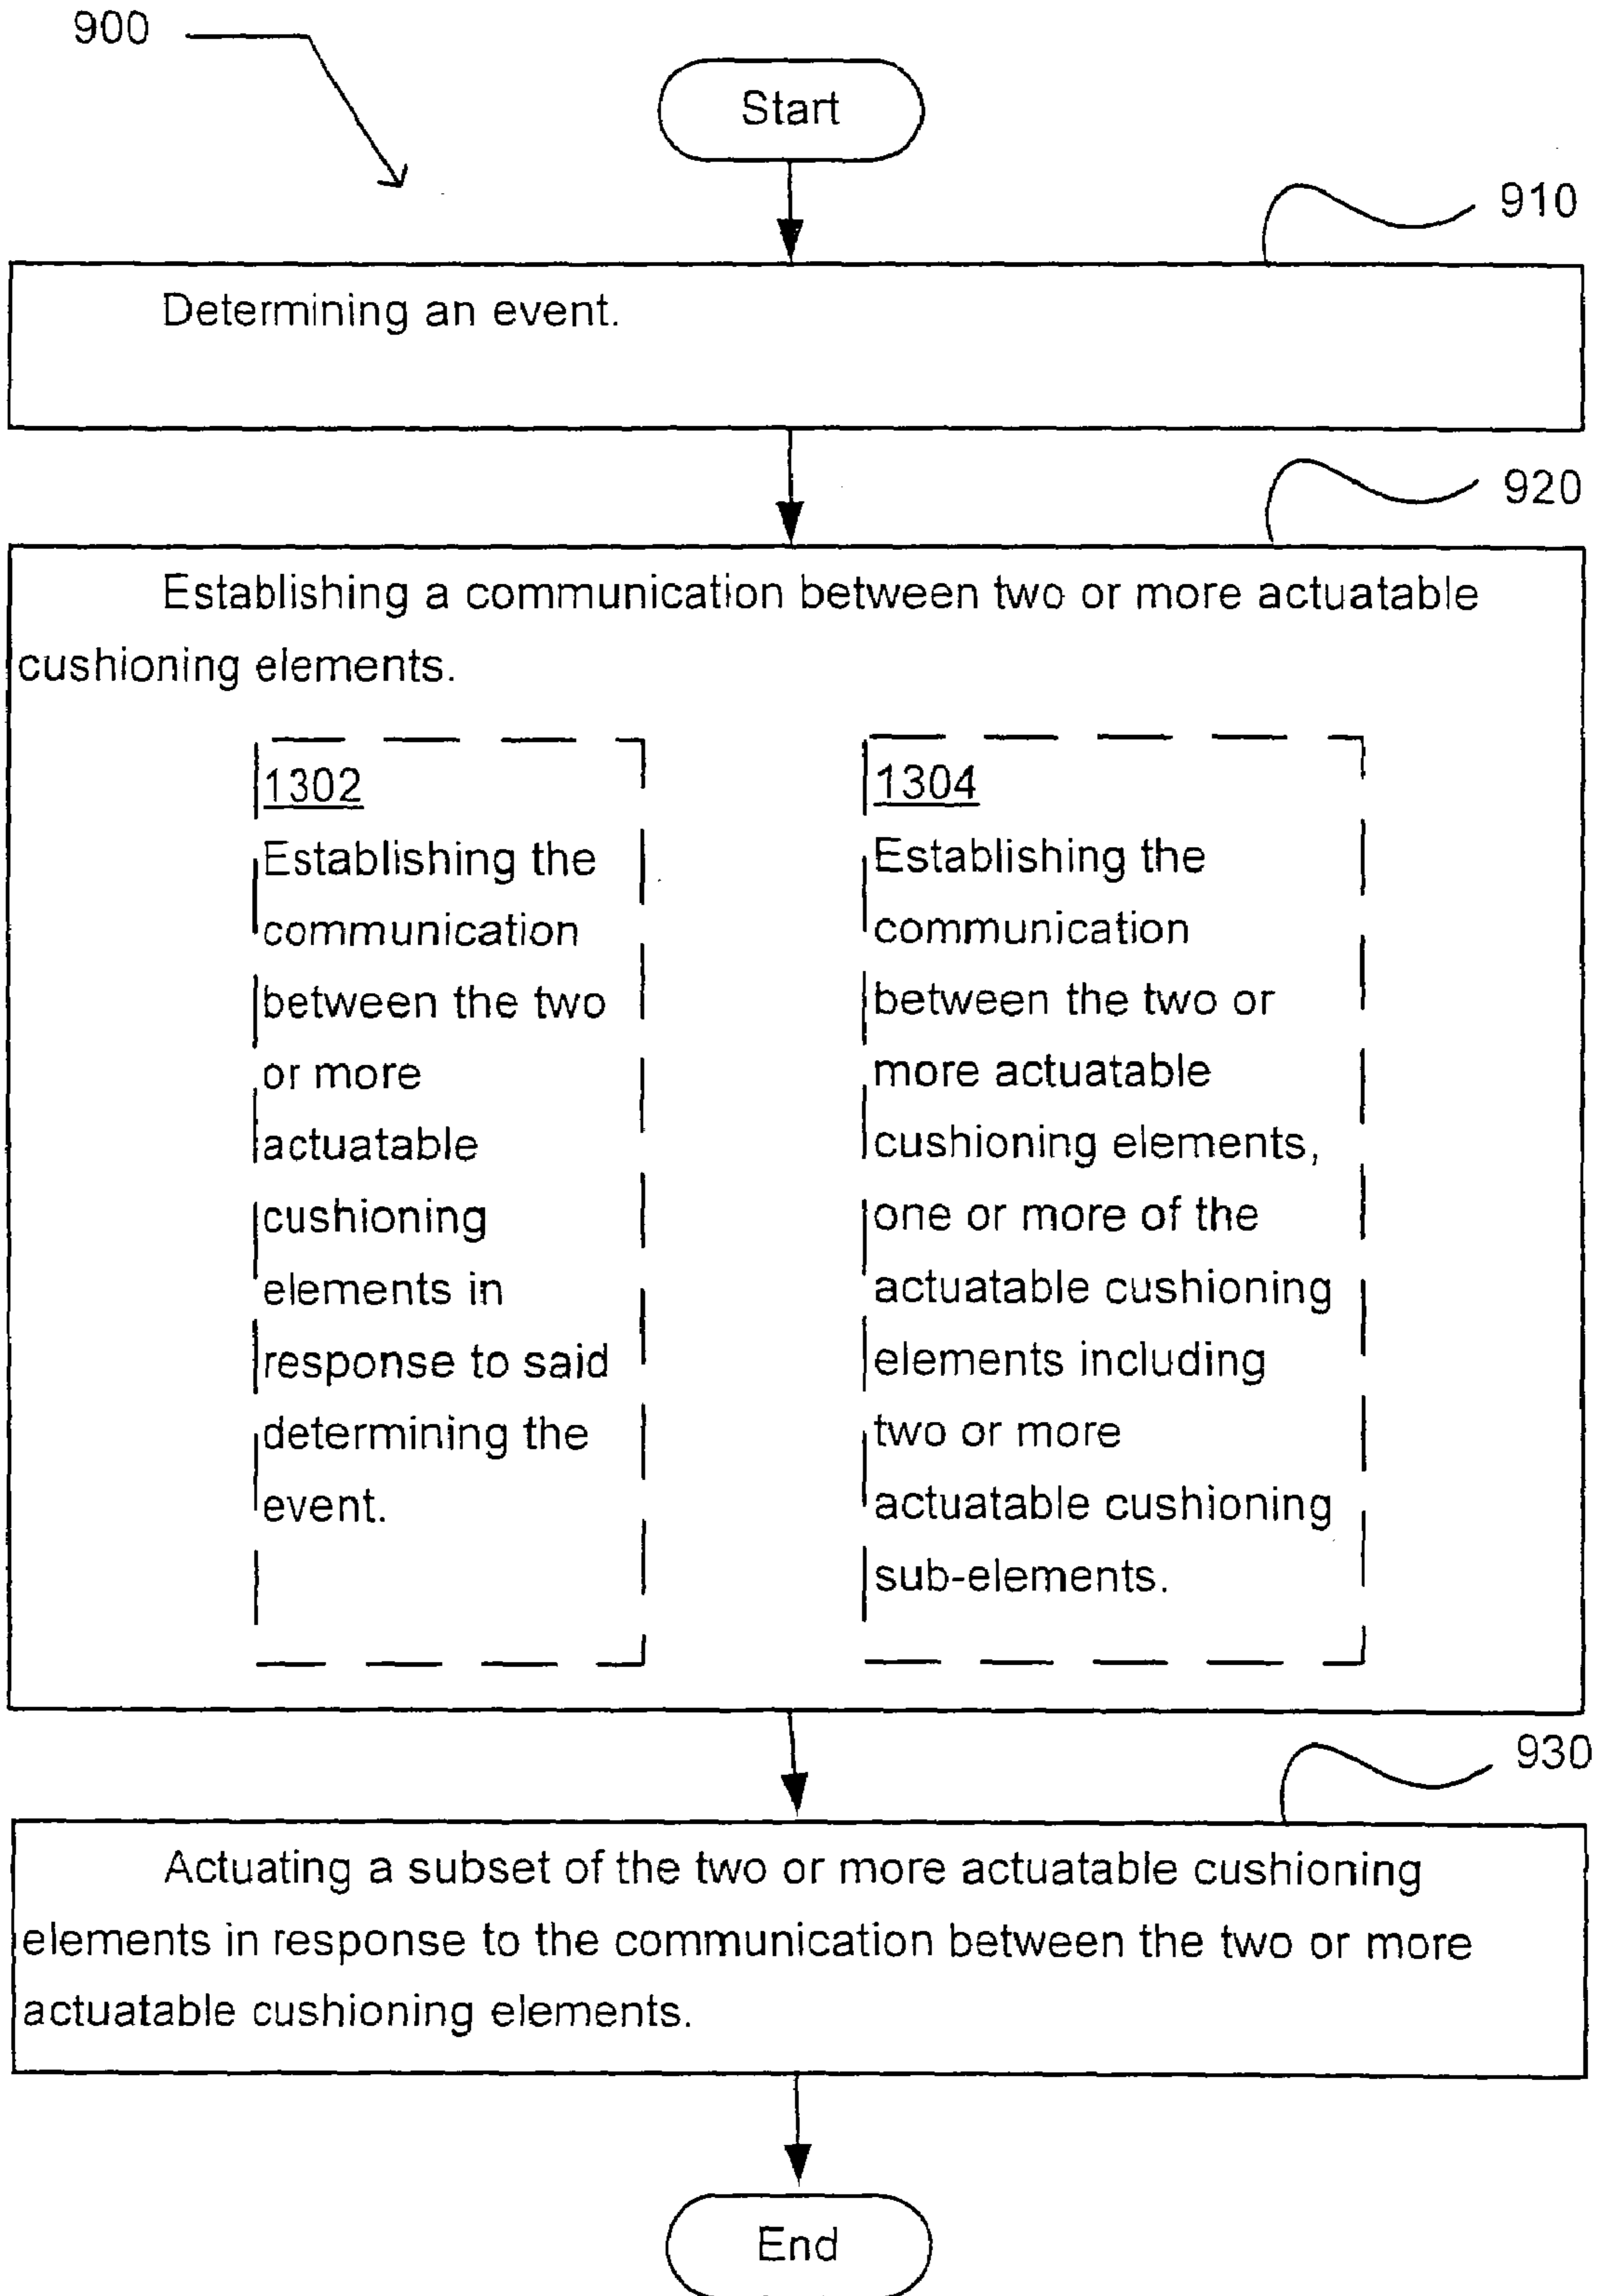 900
Start
910
Determining an event.
920
Establishing a communication between two or more actuatable
cushioning elements.
1302
Establishing the
communication
between the two
or more
actuatable
cushioning
elements in
response to said
determining the
event.
1304
Establishing the
communication
between the two or
more actuatable
cushioning elements,
one or more of the
actuatable cushioning
elements including
two or more
actuatable cushioning
sub-elements.
930
Actuating a subset of the two or more actuatable cushioning
elements in response to the communication between the two or more
actuatable cushioning elements.
End